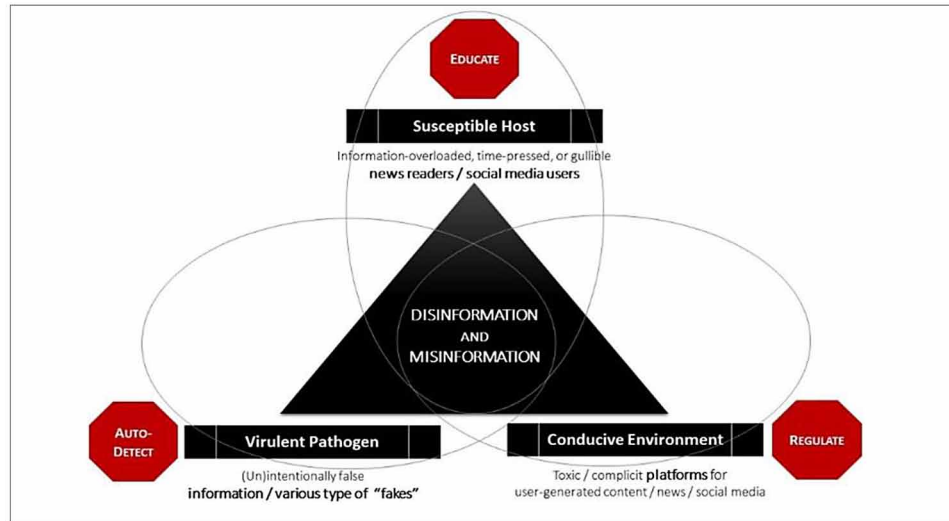 EDUCATE
Susceptible Host
Information-overloaded, time-pressed, or gullible
news readers / social media users
DISINFORMATION
AND
MISINFORMATION
AUTO-
DETECT
Virulent Pathogen
(Un)intentionally false
information / various type of “fakes”
Conducive Environment
Toxic / complicit platforms for
user-generated content / news / social media
REGULATE